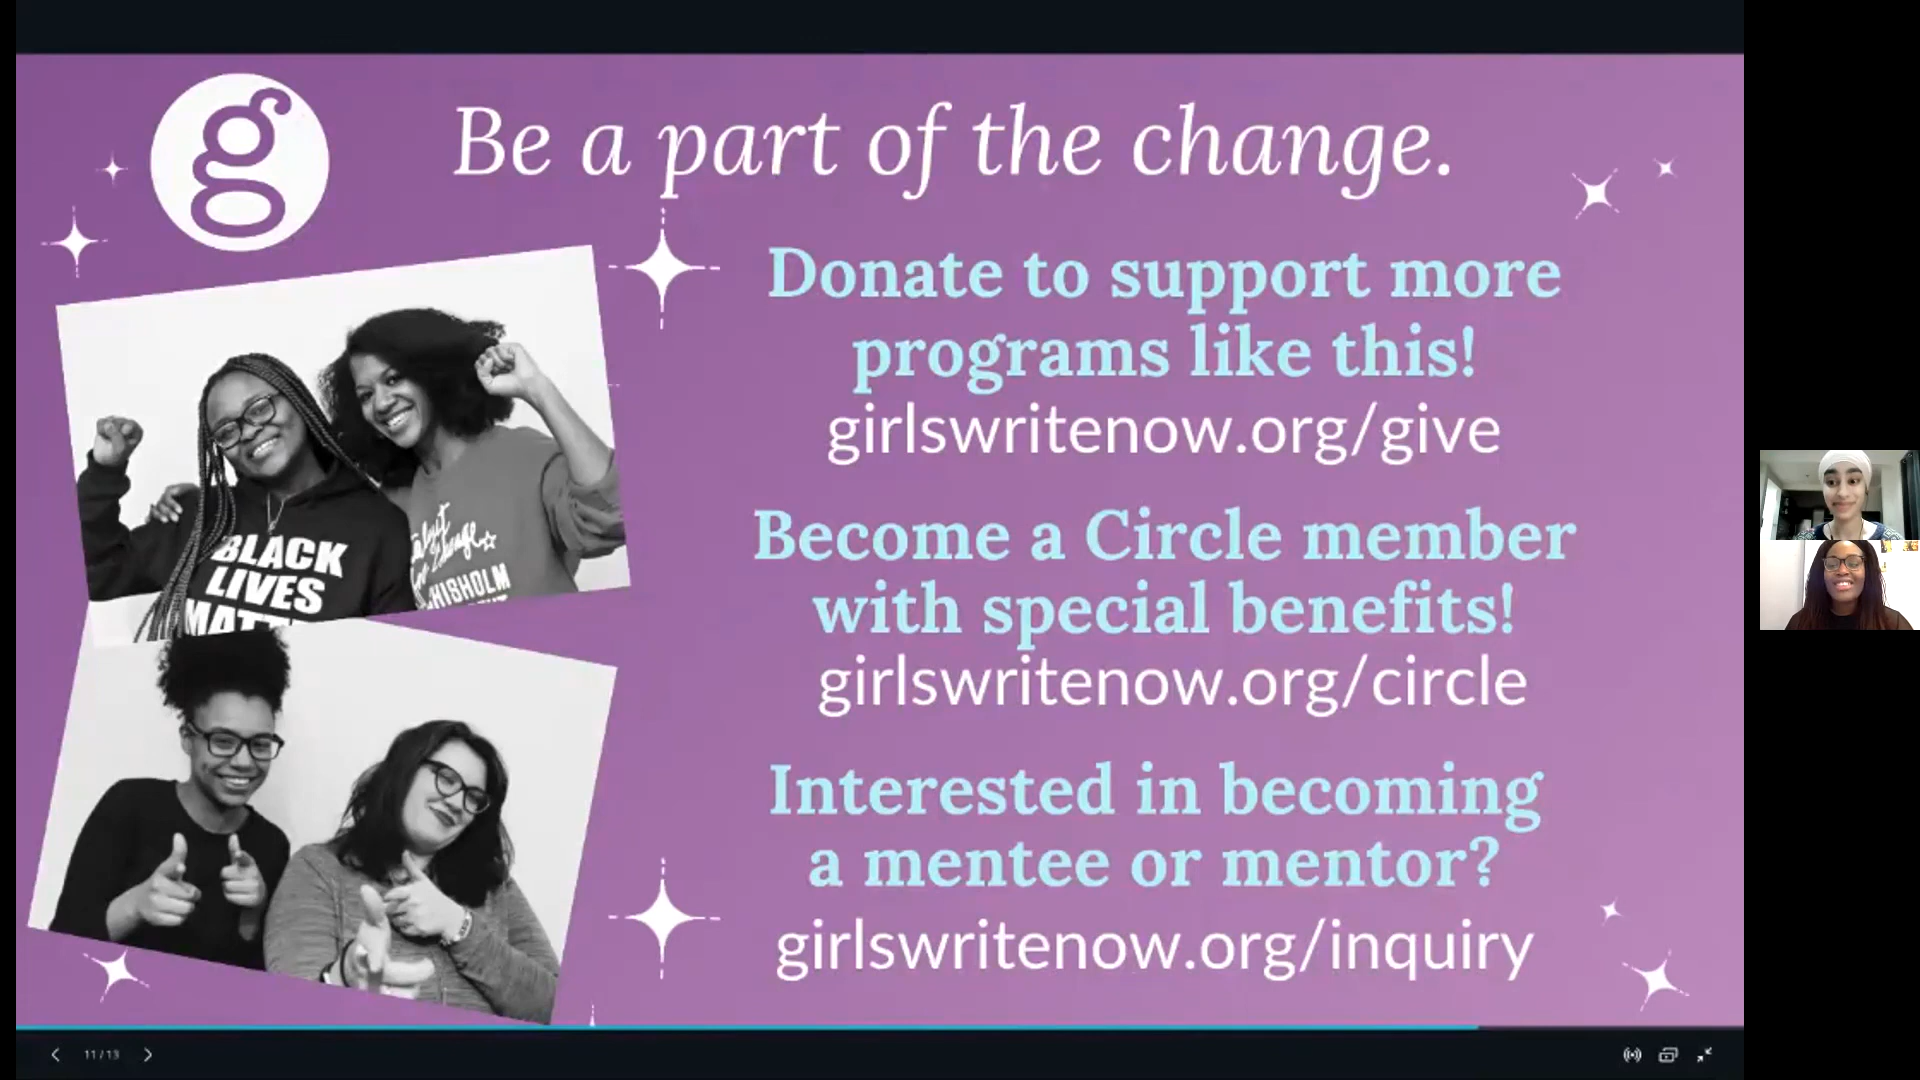 g
Be a part of the change.
Donate to support more
programs like this!
girlswritenow.org/give
Become a Circle member
with special benefits!
girlswritenow.org/circle
Interested in becoming
a mentee or mentor?
girlswritenow.org/inquiry
BLACK
LIVES
11 / 13